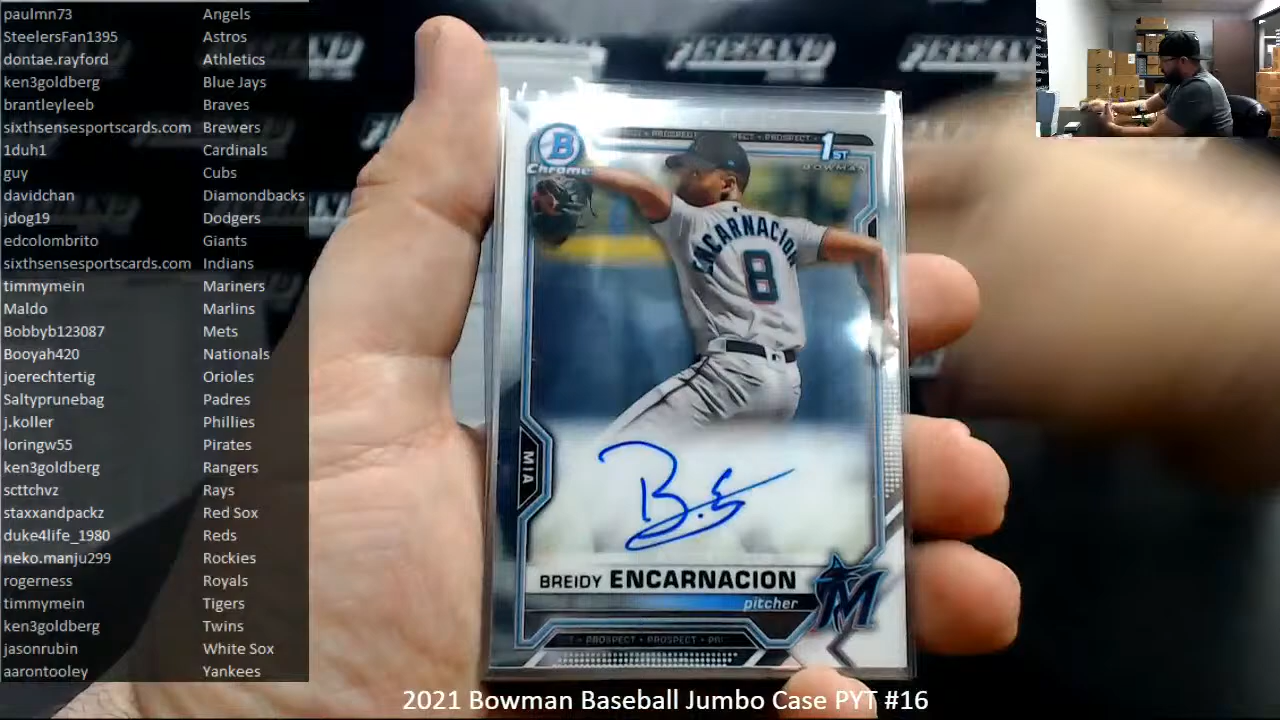 paulmn73 Angels
SteelersFan1395 Astros
dontae.rayford Athletics
ken3goldberg Blue Jays
brantleyleeb Braves
sixthsensesportscards.com Brewers
1duh1 Cardinals
guy Cubs
davidchan Diamondbacks
jdog19 Dodgers
edcolombrito Giants
sixthsensesportscards.com Indians
timmymein Mariners
Maldo Marlins
Bobbyb123087 Mets
Booyah420 Nationals
joerechtertig Orioles
Saltyprunebag Padres
j.koller Phillies
loringw55 Pirates
ken3goldberg Rangers
scttchvz Rays
staxxandpackz Red Sox
duke4life_1980 Reds
neko.manju299 Rockies
rogerness Royals
timmymein Tigers
ken3goldberg Twins
jasonrubin White Sox
aarontooley Yankees
FIREHAND
B
Chrome
PROSPECT
1ST
BOWMAN
ENCARNACION
8
MIA
B.E
BREIDY ENCARNACION
pitcher
M
PROSPECT • PROSPECT
2021 Bowman Baseball Jumbo Case PYT #16